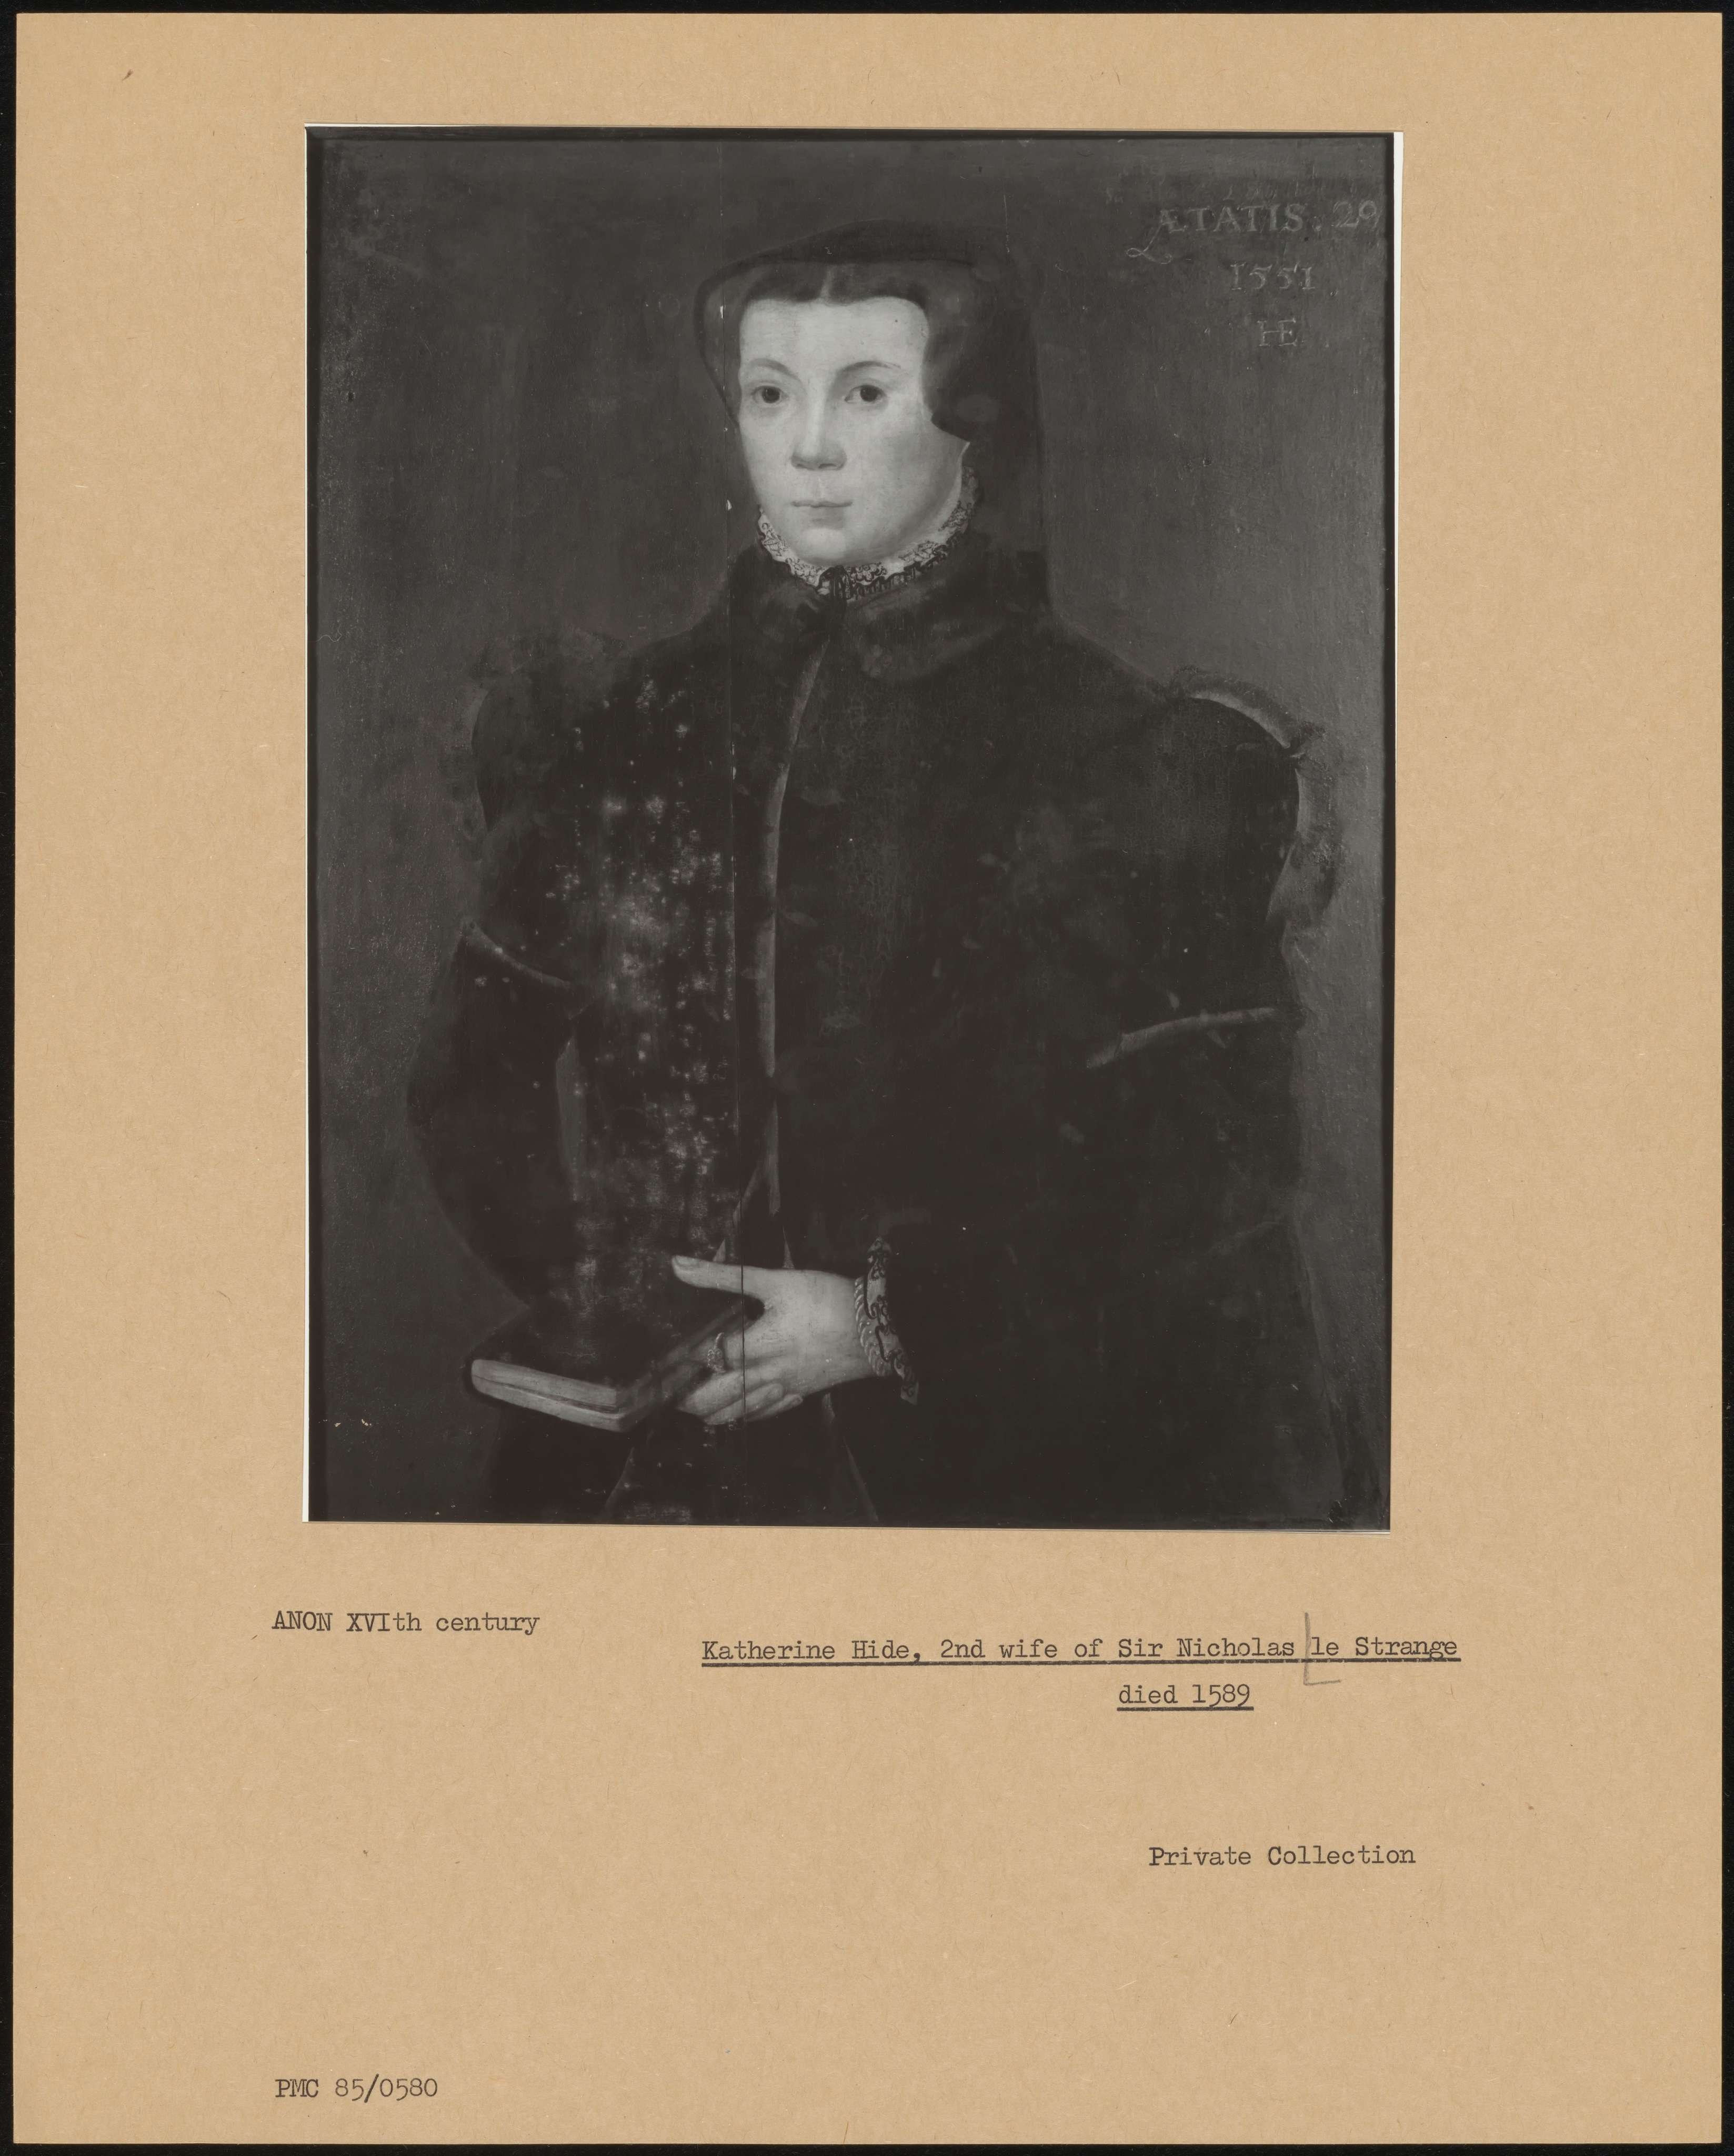 ÆTATIS. 29
1551
HE
ANON XVIth century
Katherine Hide, 2nd wife of Sir Nicholas le Strange
died 1589
Private Collection
PMC 85/0580